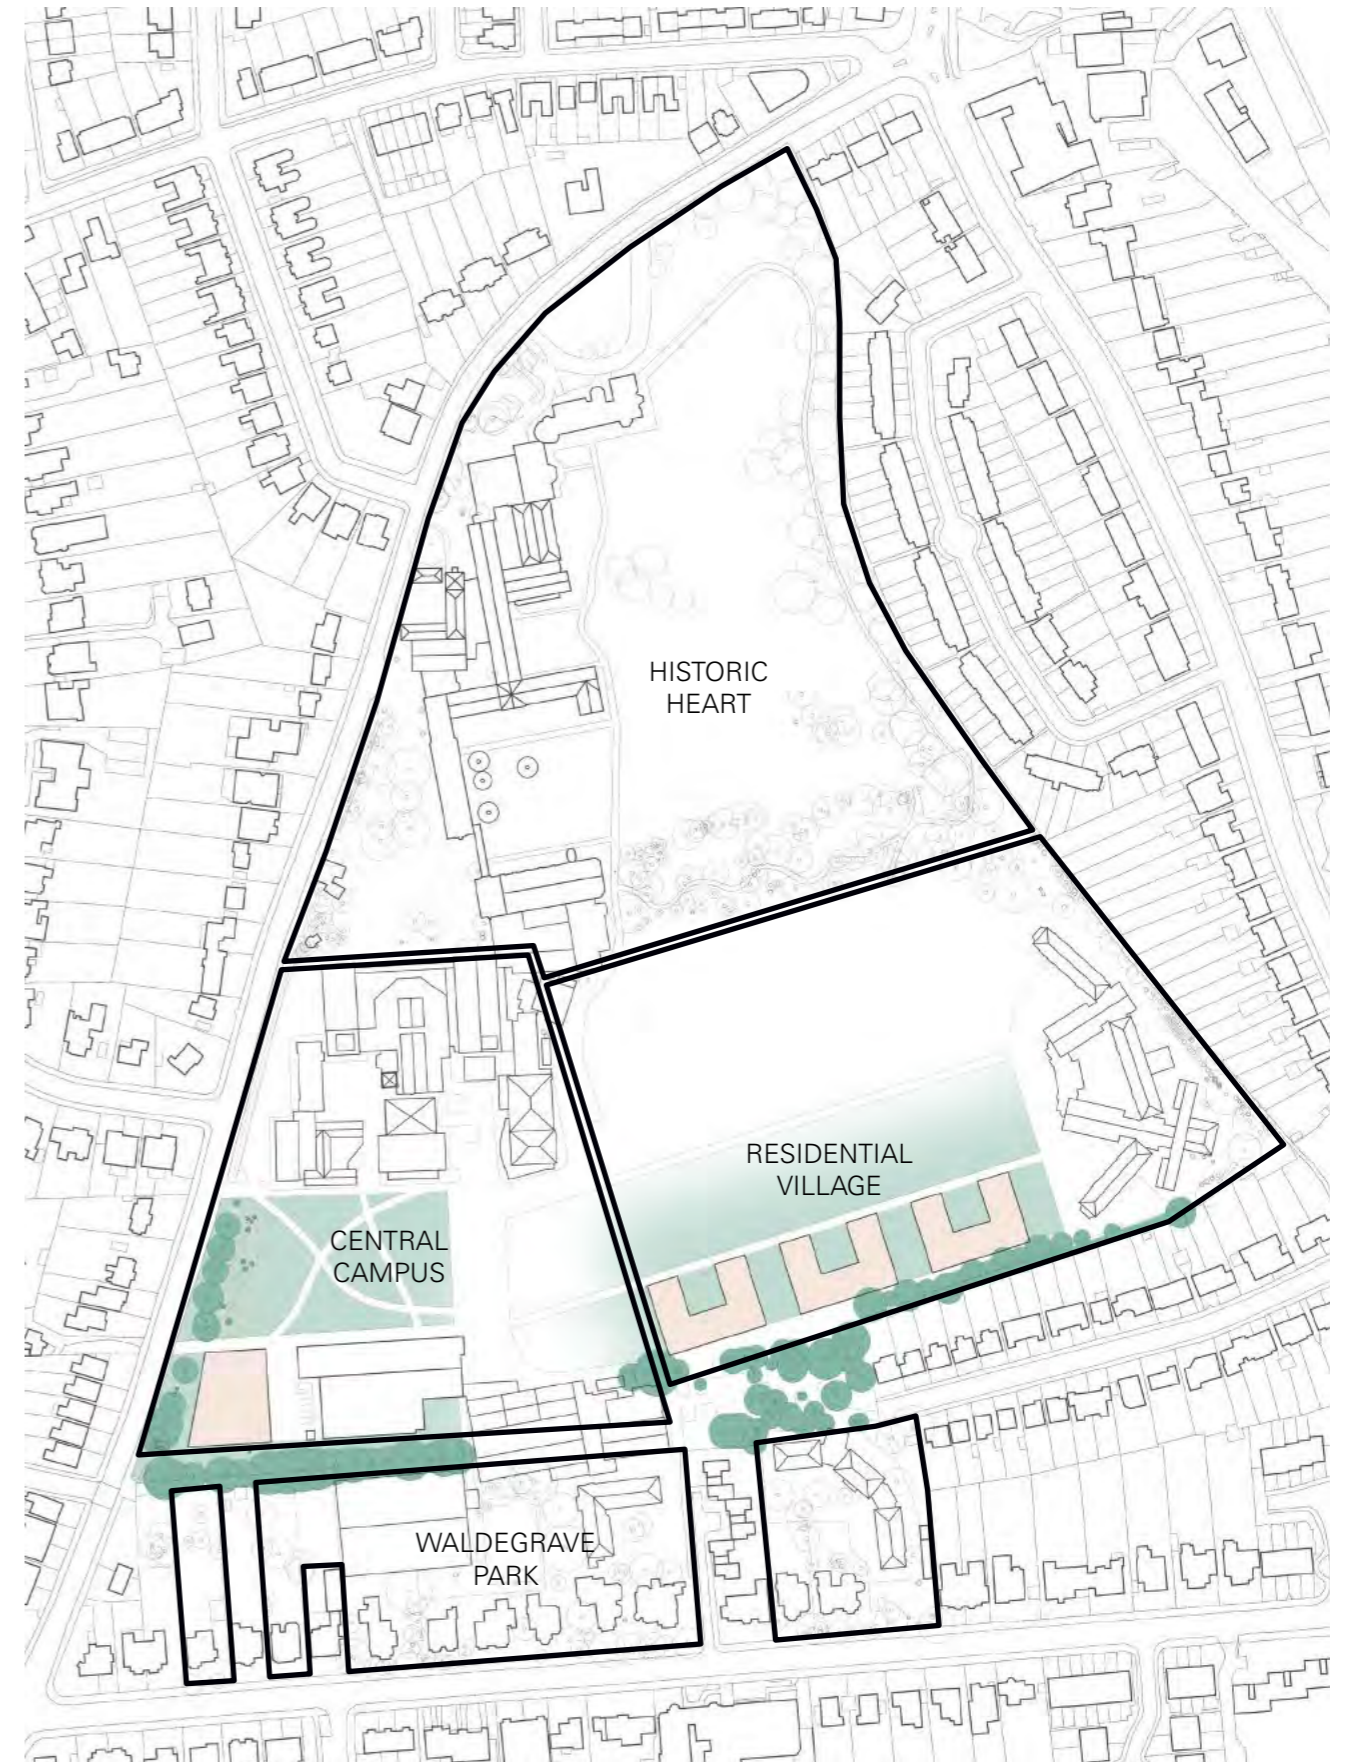 HISTORIC
HEART
RESIDENTIAL
VILLAGE
CENTRAL
CAMPUS
WALDEGRAVE
PARK